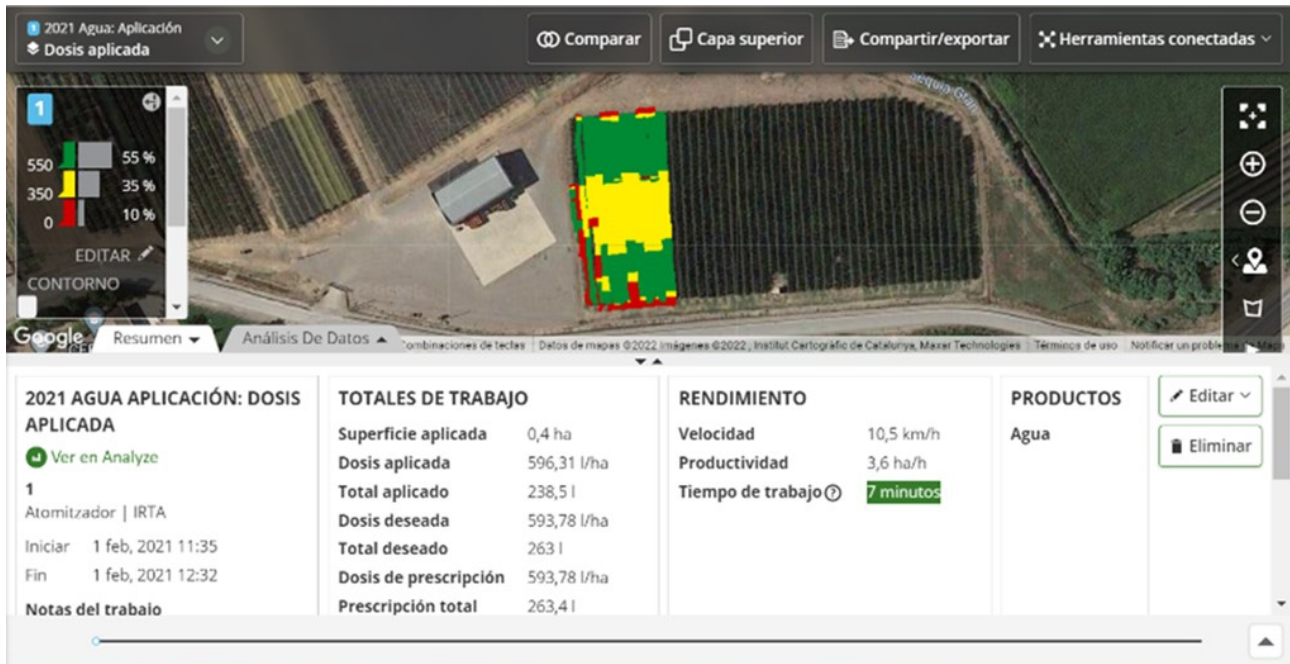 1 2021 Agua: Aplicación
Dosis aplicada
Comparar
Capa superior
Compartir/exportar
Herramientas conectadas
1
550 55 %
350 35 %
0 10 %
EDITAR
CONTORNO
Google
Resumen
Análisis De Datos
Combinaciones de teclas
Datos de mapas ©2022 Imágenes ©2022 , Institut Cartogràfic de Catalunya, Maxar Technologies
Términos de uso
Notificar un problema de Maps
2021 AGUA APLICACIÓN: DOSIS
APLICADA
Ver en Analyze
1
Atomitzador | IRTA
Iniciar 1 feb, 2021 11:35
Fin 1 feb, 2021 12:32
Notas del trabajo
TOTALES DE TRABAJO
Superficie aplicada 0,4 ha
Dosis aplicada 596,31 l/ha
Total aplicado 238,5 l
Dosis deseada 593,78 l/ha
Total deseado 263 l
Dosis de prescripción 593,78 l/ha
Prescripción total 263,4 l
RENDIMIENTO
Velocidad 10,5 km/h
Productividad 3,6 ha/h
Tiempo de trabajo 7 minutos
PRODUCTOS
Agua
Editar
Eliminar